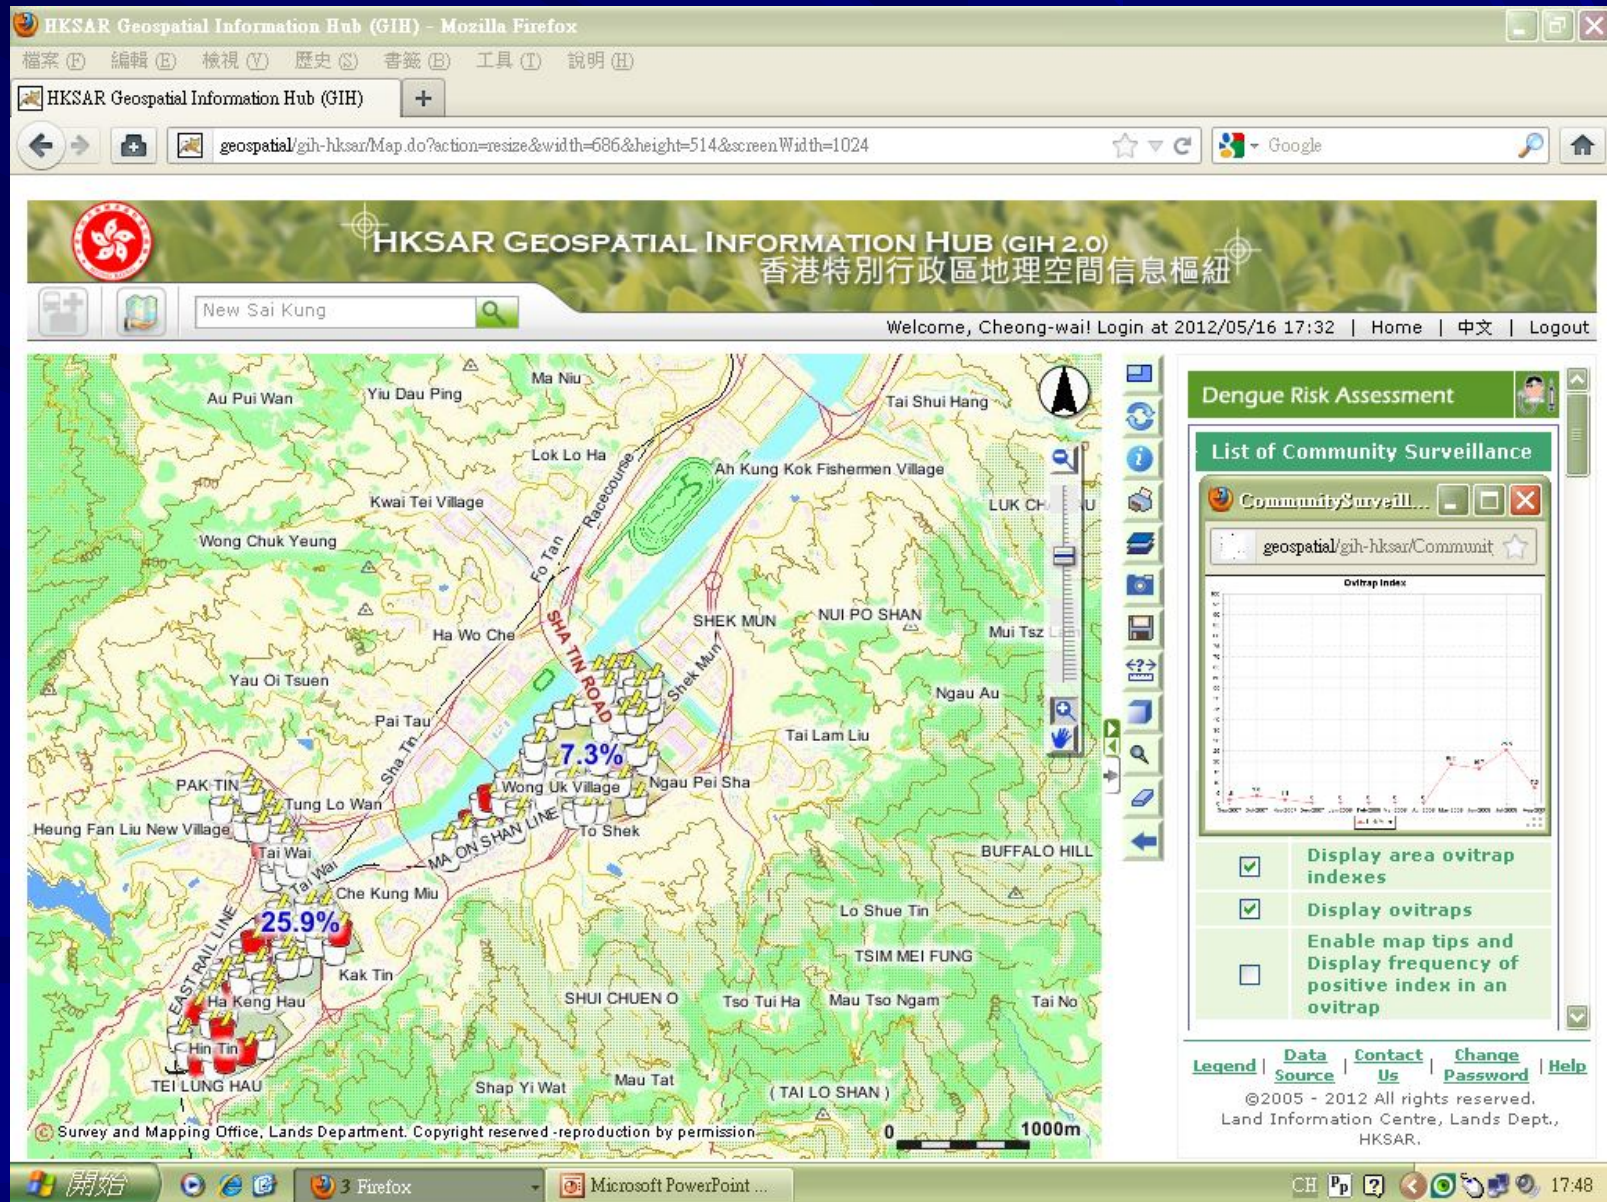 HKSAR Geospatial Information Hub (GIH) - Mozilla Firefox
檔案(F) 編輯(E) 檢視(V) 歷史(S) 書籤(B) 工具(T) 說明(H)
HKSAR Geospatial Information Hub (GIH)
geospatial/gih-hksar/Map.do?action=resize&width=686&height=514&screenWidth=1024
Google
HKSAR GEOSPATIAL INFORMATION HUB (GIH 2.0)
香港特別行政區地理空間信息樞紐
New Sai Kung
Welcome, Cheong-wai! Login at 2012/05/16 17:32 | Home | 中文 | Logout
Ma Niu
Au Pui Wan
Yiu Dau Ping
Tai Shui Hang
Lok Lo Ha
Ah Kung Kok Fishermen Village
Racecourse
Kwai Tei Village
LUK
400
Wong Chuk Yeung
Fo Tan
SHA TIN ROAD
SHEK MUN
NUI PO SHAN
Ha Wo Che
Mui Tsz
Shek Mun
Yau Oi Tsuen
Ngau Au
Pai Tau
Sha Tin
Tai Lam Liu
7.3%
PAK TIN
Wong Uk Village
Ngau Pei Sha
Tung Lo Wan
Heung Fan Liu New Village
MA ON SHAN LINE
To Shek
Tai Wai
Tai Wai
BUFFALO HILL
Che Kung Miu
25.9%
Lo Shue Tin
EAST RAIL LINE
TSIM MEI FUNG
Kak Tin
Ha Keng Hau
SHUI CHUEN O
Tso Tui Ha
Mau Tso Ngam
Tai No
Hin Tin
TEI LUNG HAU
Shap Yi Wat
Mau Tat
( TAI LO SHAN )
© Survey and Mapping Office, Lands Department. Copyright reserved -reproduction by permission
0 1000m
Dengue Risk Assessment
List of Community Surveillance
CommunitySurveill...
geospatial/gih-hksar/Communit
Ovitrap Index
Display area ovitrap
indexes
Display ovitraps
Enable map tips and
Display frequency of
positive index in an
ovitrap
Legend | Data Source | Contact Us | Change Password | Help
©2005 - 2012 All rights reserved.
Land Information Centre, Lands Dept.,
HKSAR.
開始
3 Firefox
Microsoft PowerPoint ...
CH
17:48